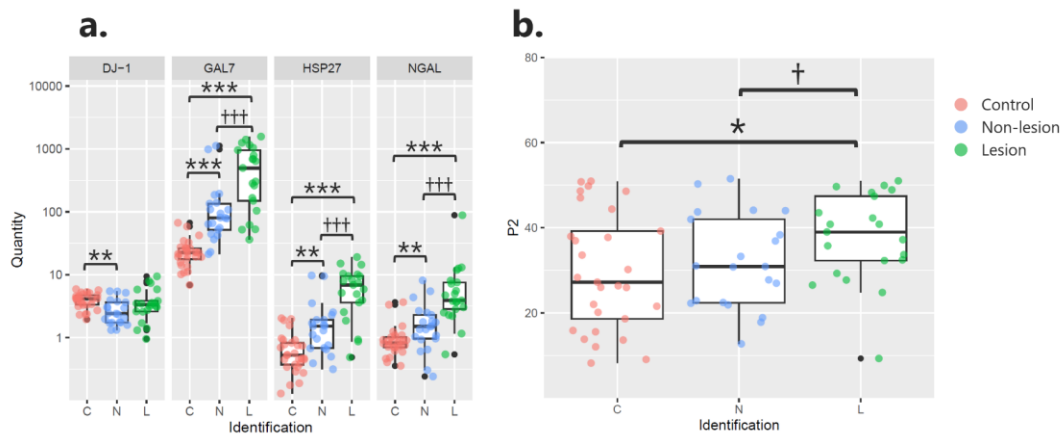 a.
DJ-1
GAL7
HSP27
NGAL
Quantity
10000
1000
100
10
1
**
***
***
†††
**
***
†††
**
***
†††
C N L
C N L
C N L
C N L
Identification
b.
P2
80
60
40
20
†
*
C N L
Identification
Control
Non-lesion
Lesion